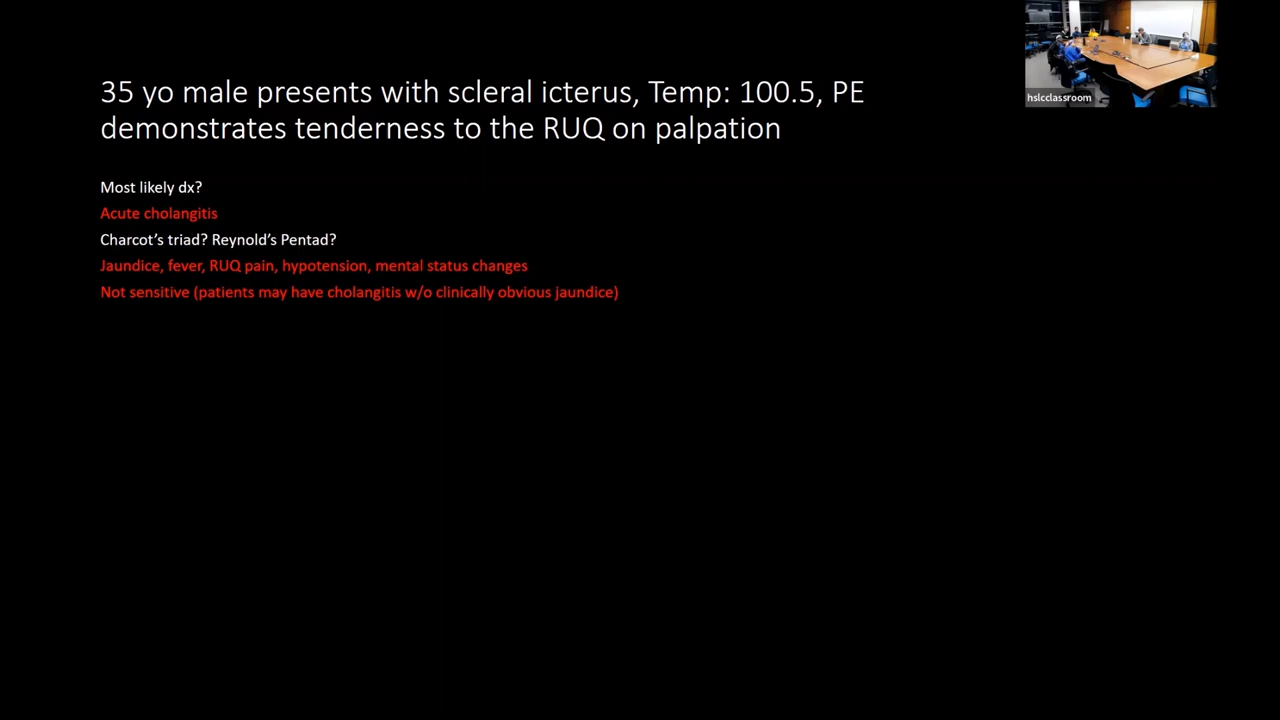 35 yo male presents with scleral icterus, Temp: 100.5, PE
demonstrates tenderness to the RUQ on palpation
Most likely dx?
Acute cholangitis
Charcot’s triad? Reynold’s Pentad?
Jaundice, fever, RUQ pain, hypotension, mental status changes
Not sensitive (patients may have cholangitis w/o clinically obvious jaundice)
hslcclassroom